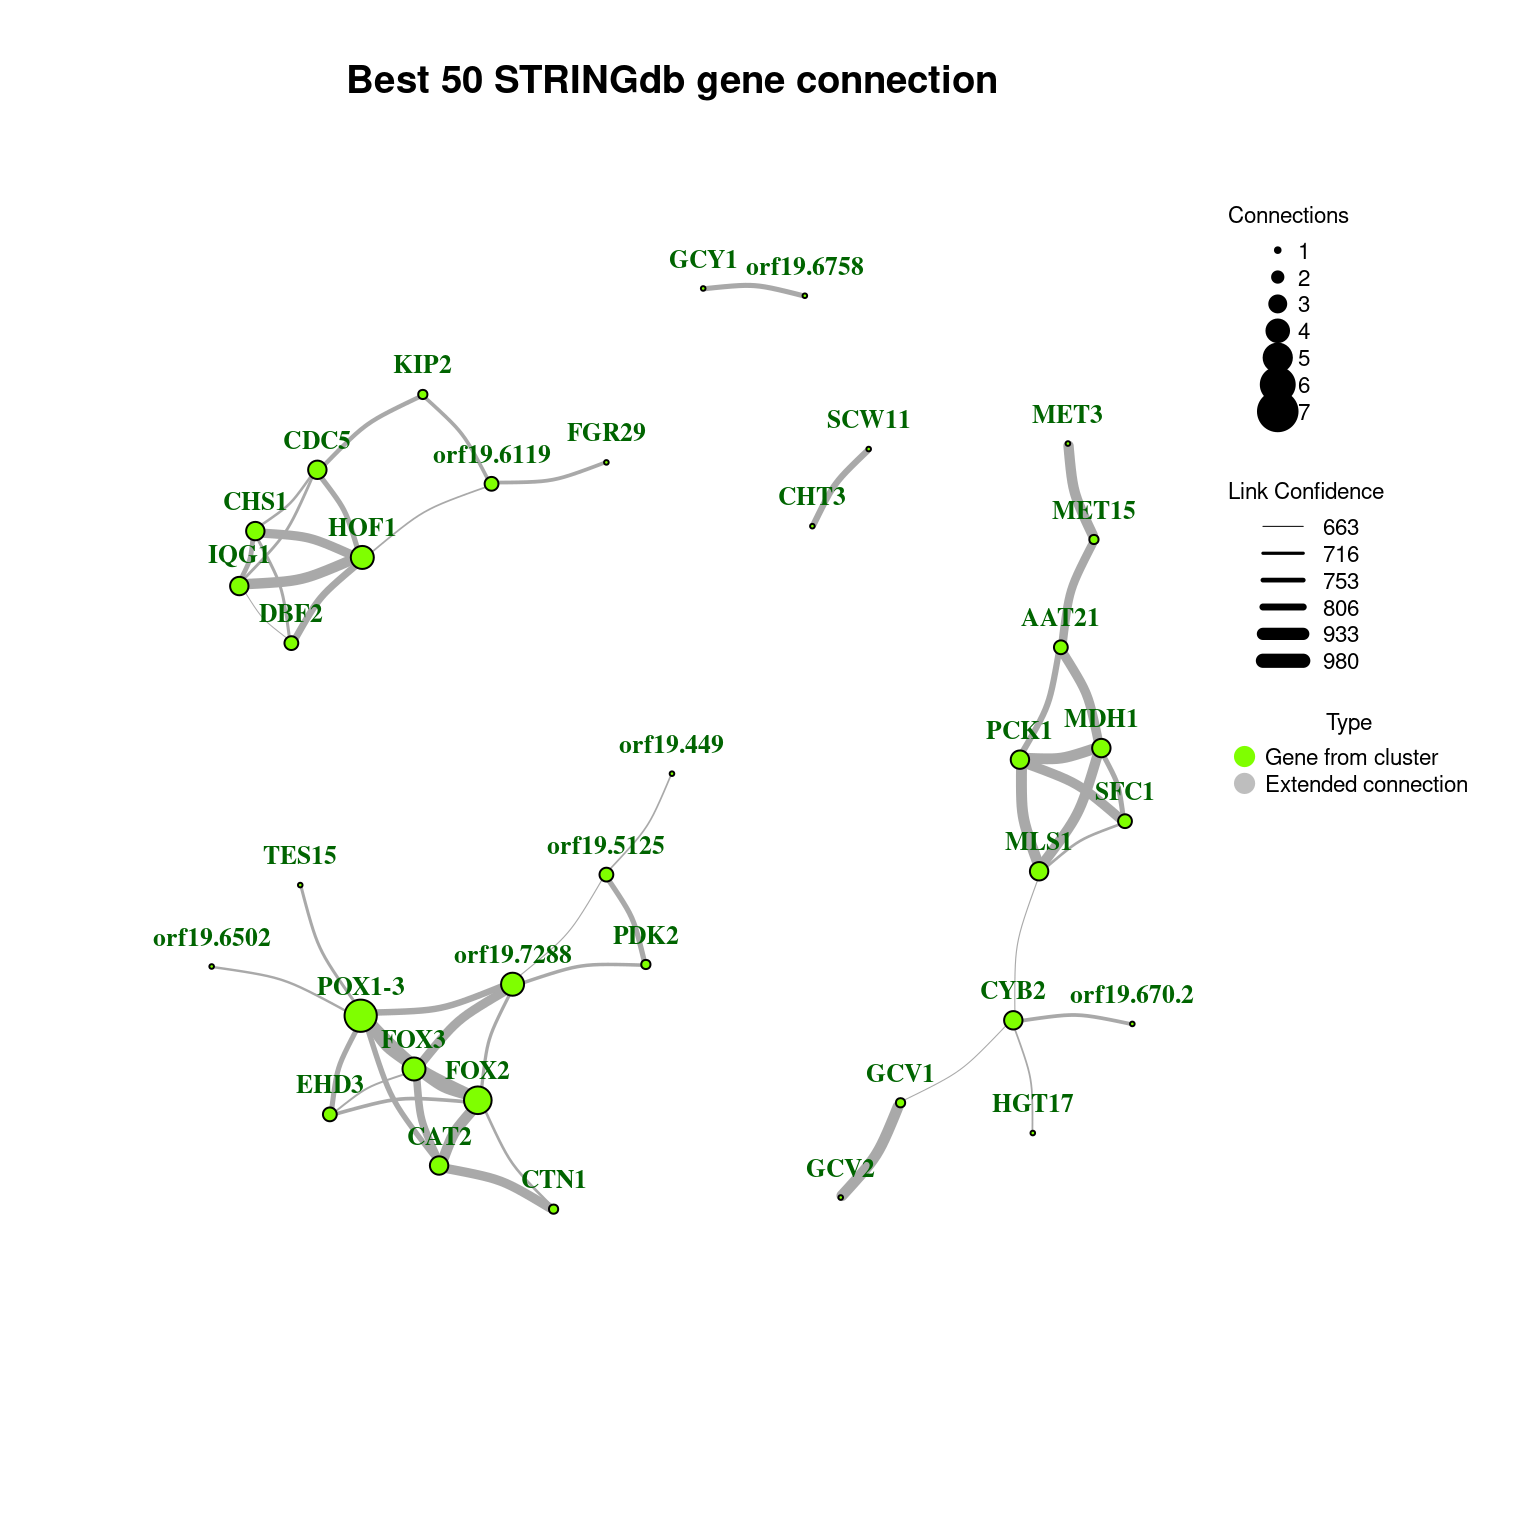 Best 50 STRINGdb gene connection
Connections
1
2
3
4
5
6
7
Link Confidence
663
716
753
806
933
980
Type
Gene from cluster
Extended connection
GCY1
orf19.6758
KIP2
CDC5
orf19.6119
FGR29
CHS1
HOF1
IQG1
DBF2
SCW11
CHT3
MET3
MET15
AAT21
PCK1
MDH1
SFC1
MLS1
CYB2
orf19.670.2
GCV1
HGT17
GCV2
orf19.449
orf19.5125
TES15
PDK2
orf19.6502
orf19.7288
POX1-3
FOX3
FOX2
EHD3
CAT2
CTN1